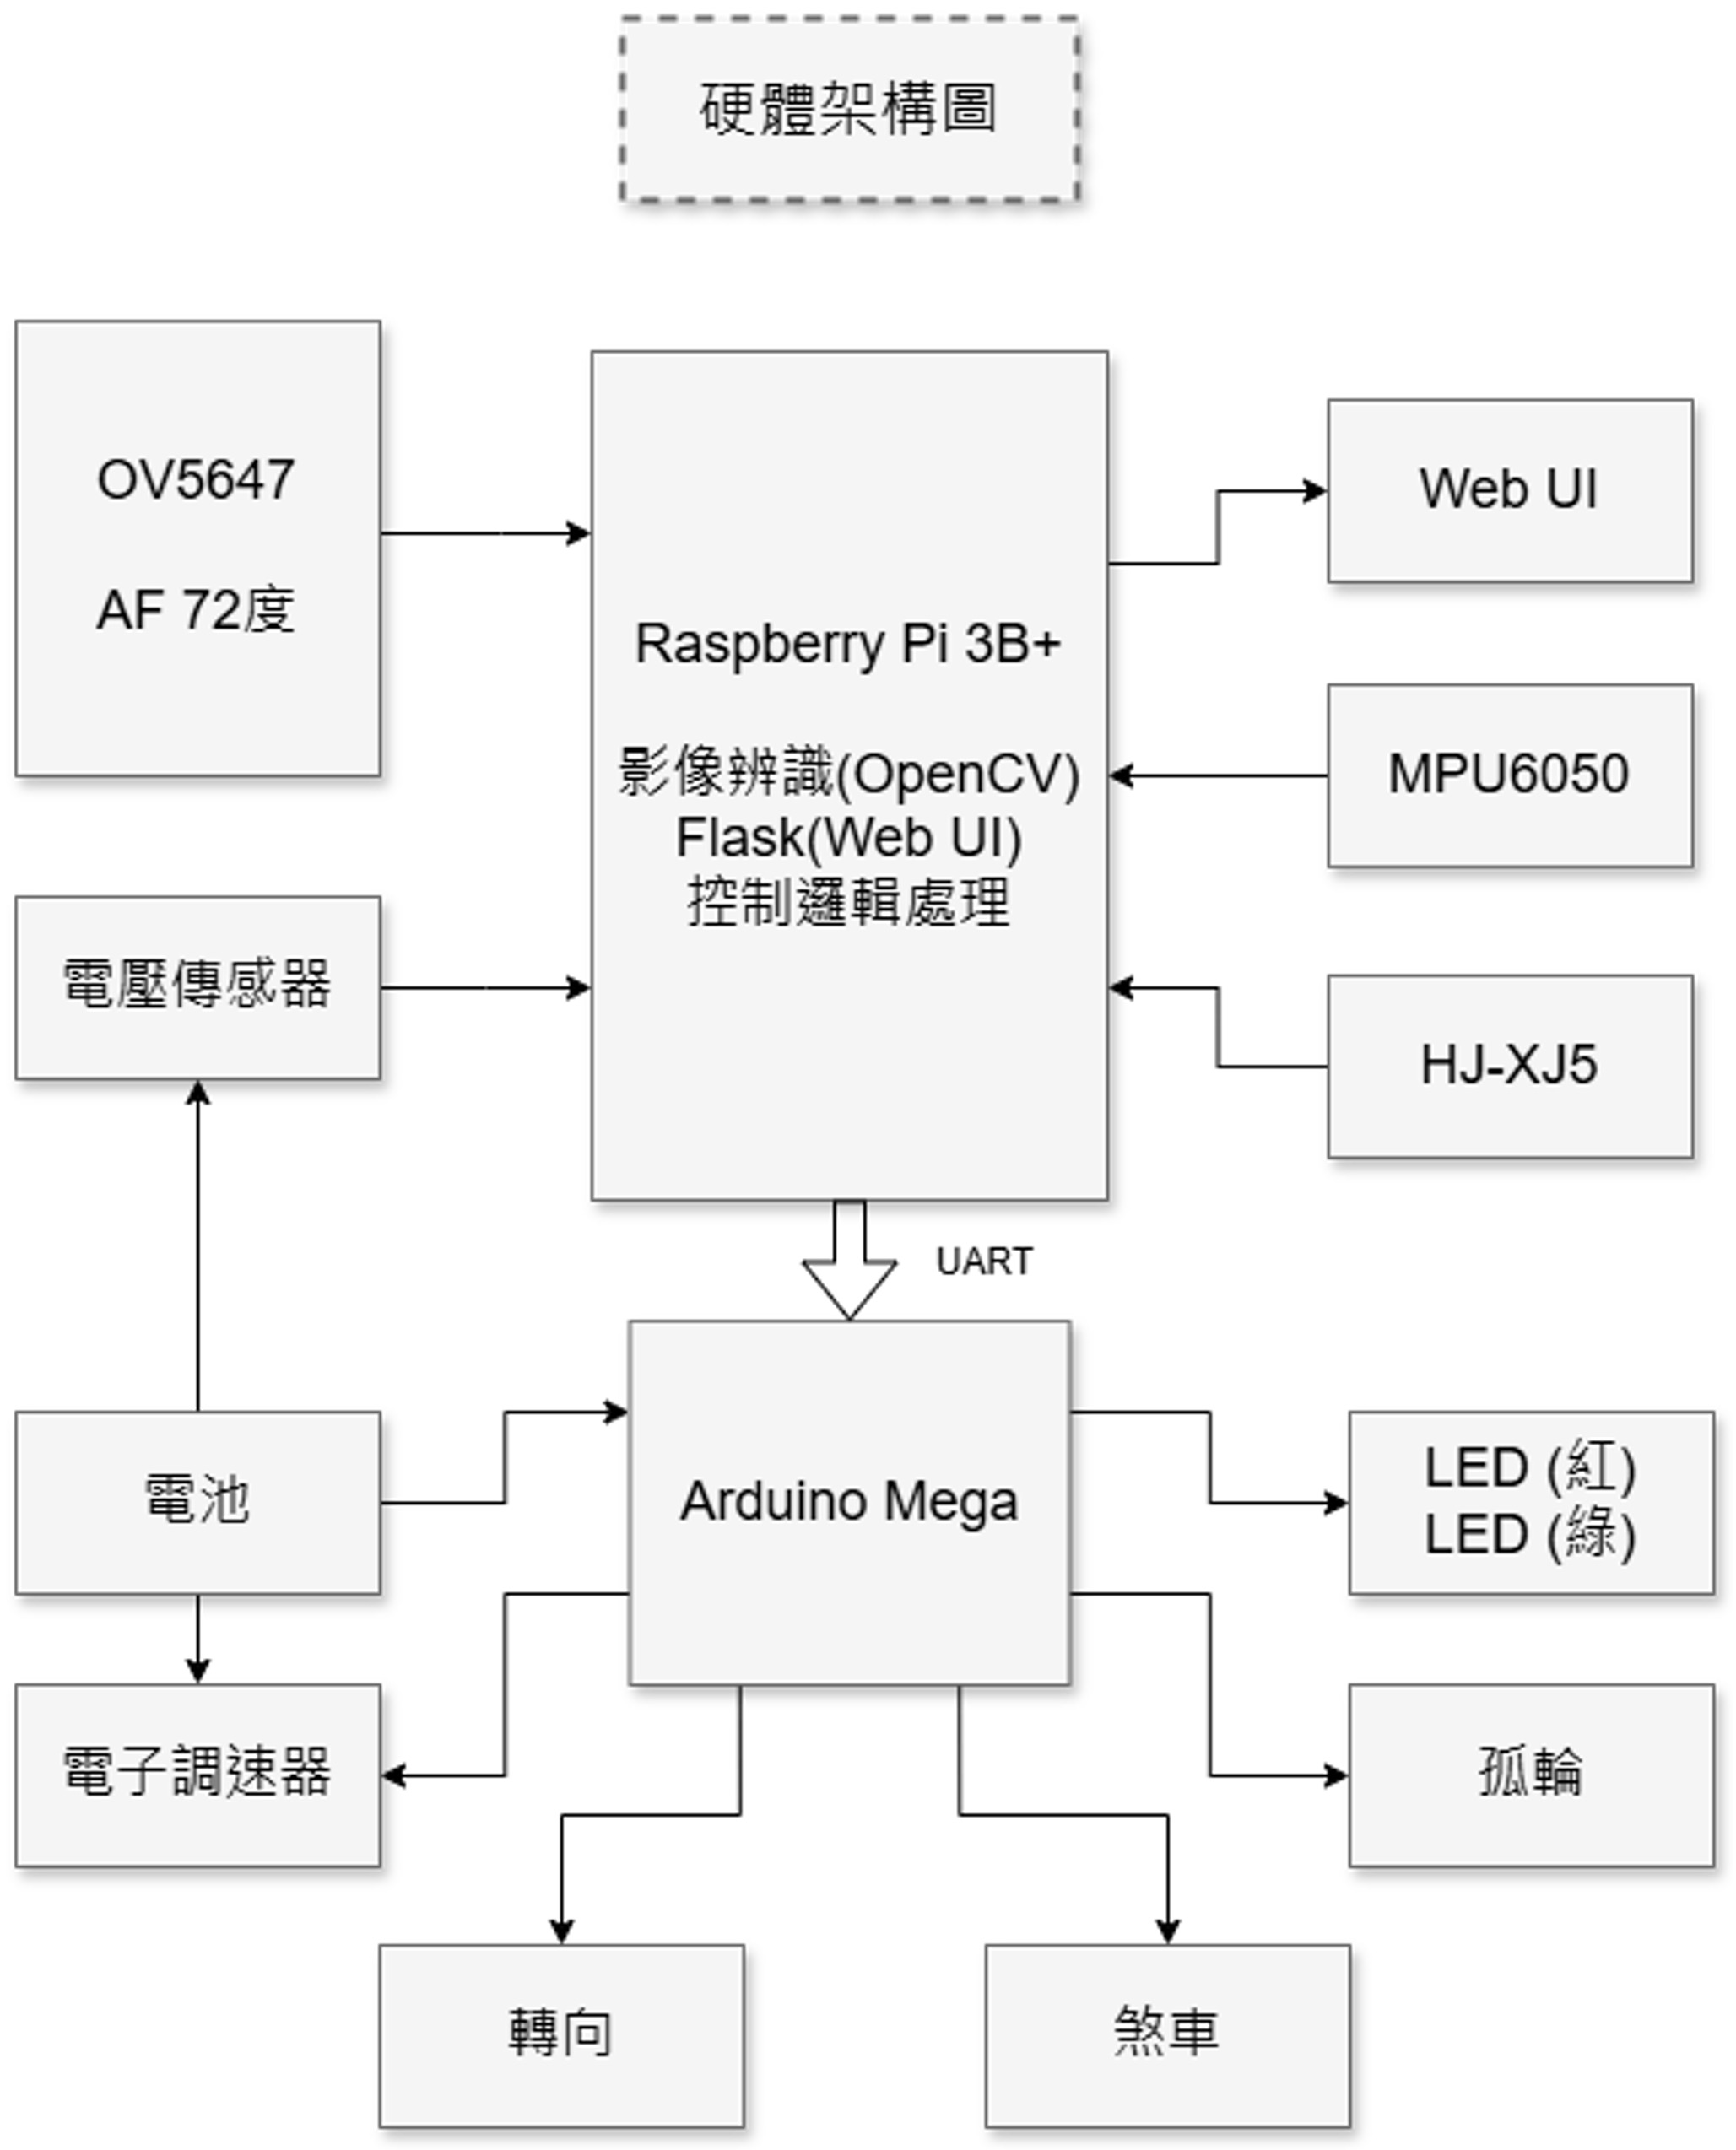 硬體架構圖
OV5647
AF 72度
Raspberry Pi 3B+
影像辨識(OpenCV)
Flask(Web UI)
控制邏輯處理
Web UI
MPU6050
電壓傳感器
HJ-XJ5
UART
電池
Arduino Mega
LED (紅)
LED (綠)
電子調速器
孤輪
轉向
煞車